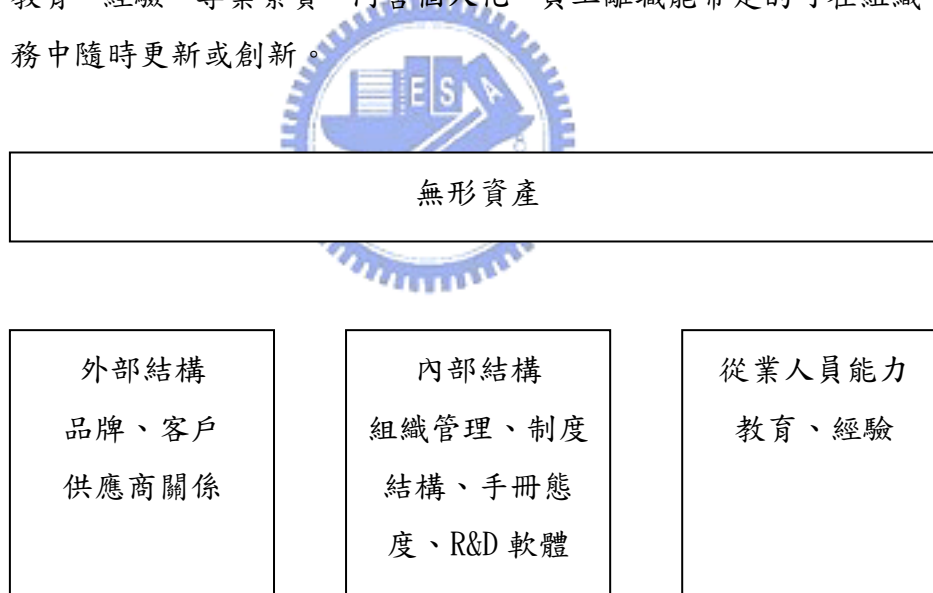 務中隨時更新或創新。
ESA
無形資產
外部結構
品牌、客戶
供應商關係
內部結構
組織管理、制度
結構、手冊態
度、R&D 軟體
從業人員能力
教育、經驗